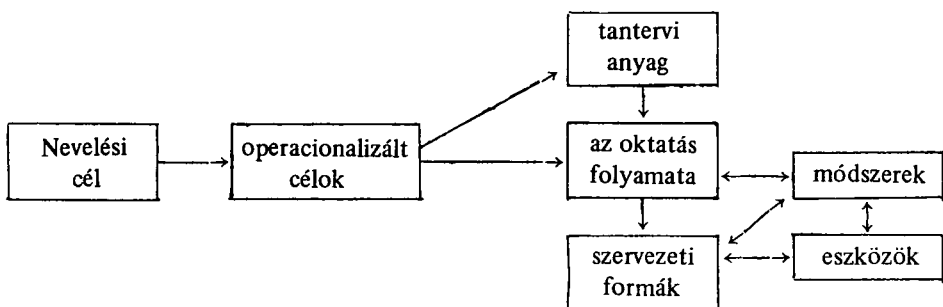 tantervi
anyag
Nevelési
cél
operacionalizált
célok
az oktatás
folyamata
módszerek
szervezeti
formák
eszközök